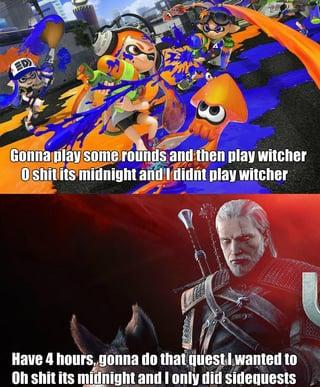 Gonna play some rounds and then play witcher
O shit its midnight and I didnt play witcher
Have 4 hours, gonna do that quest I wanted to
Oh shit its midnight and I only did sidequests